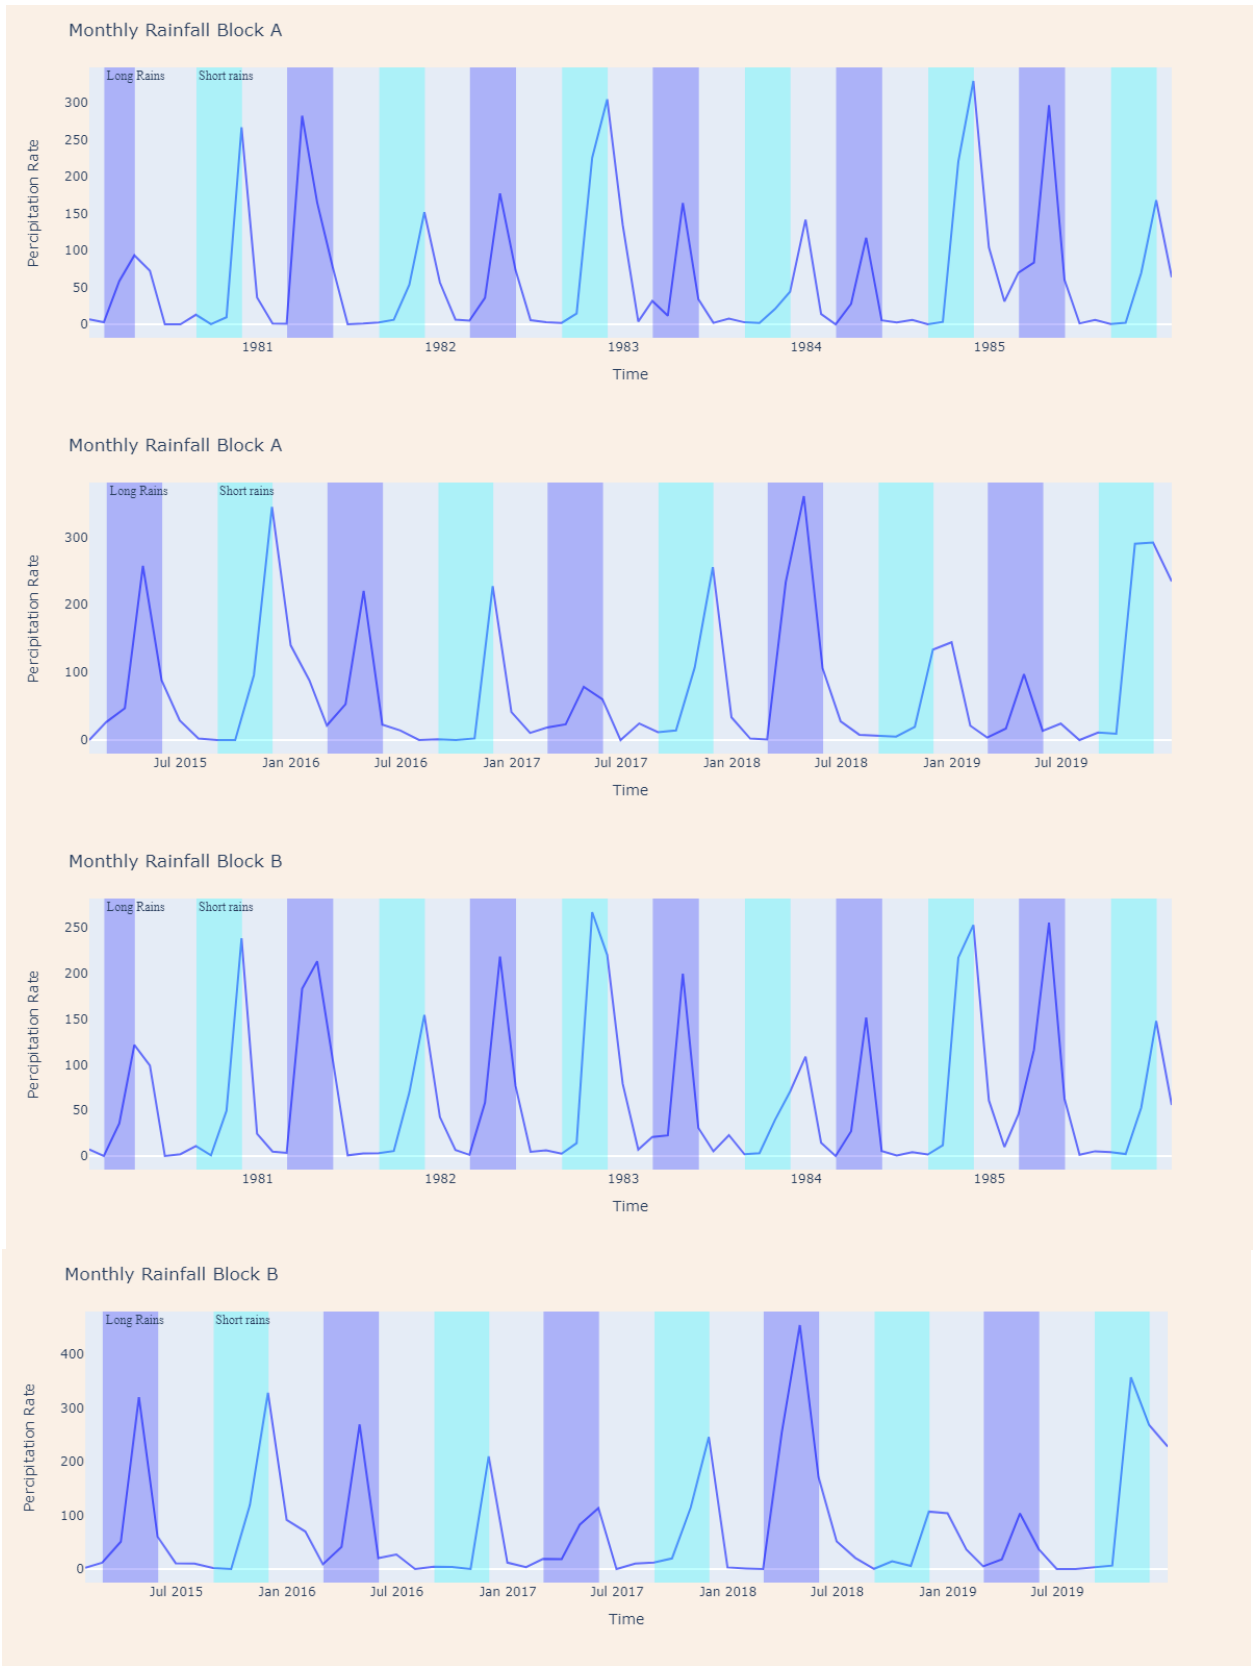 Monthly Rainfall Block A
Long Rains Short rains
300
250
200
150
100
50
0
Percipitation Rate
1981 1982 1983 1984 1985
Time
Monthly Rainfall Block A
Long Rains Short rains
300
200
100
0
Percipitation Rate
Jul 2015 Jan 2016 Jul 2016 Jan 2017 Jul 2017 Jan 2018 Jul 2018 Jan 2019 Jul 2019
Time
Monthly Rainfall Block B
Long Rains Short rains
250
200
150
100
50
0
Percipitation Rate
1981 1982 1983 1984 1985
Time
Monthly Rainfall Block B
Long Rains Short rains
400
300
200
100
0
Percipitation Rate
Jul 2015 Jan 2016 Jul 2016 Jan 2017 Jul 2017 Jan 2018 Jul 2018 Jan 2019 Jul 2019
Time